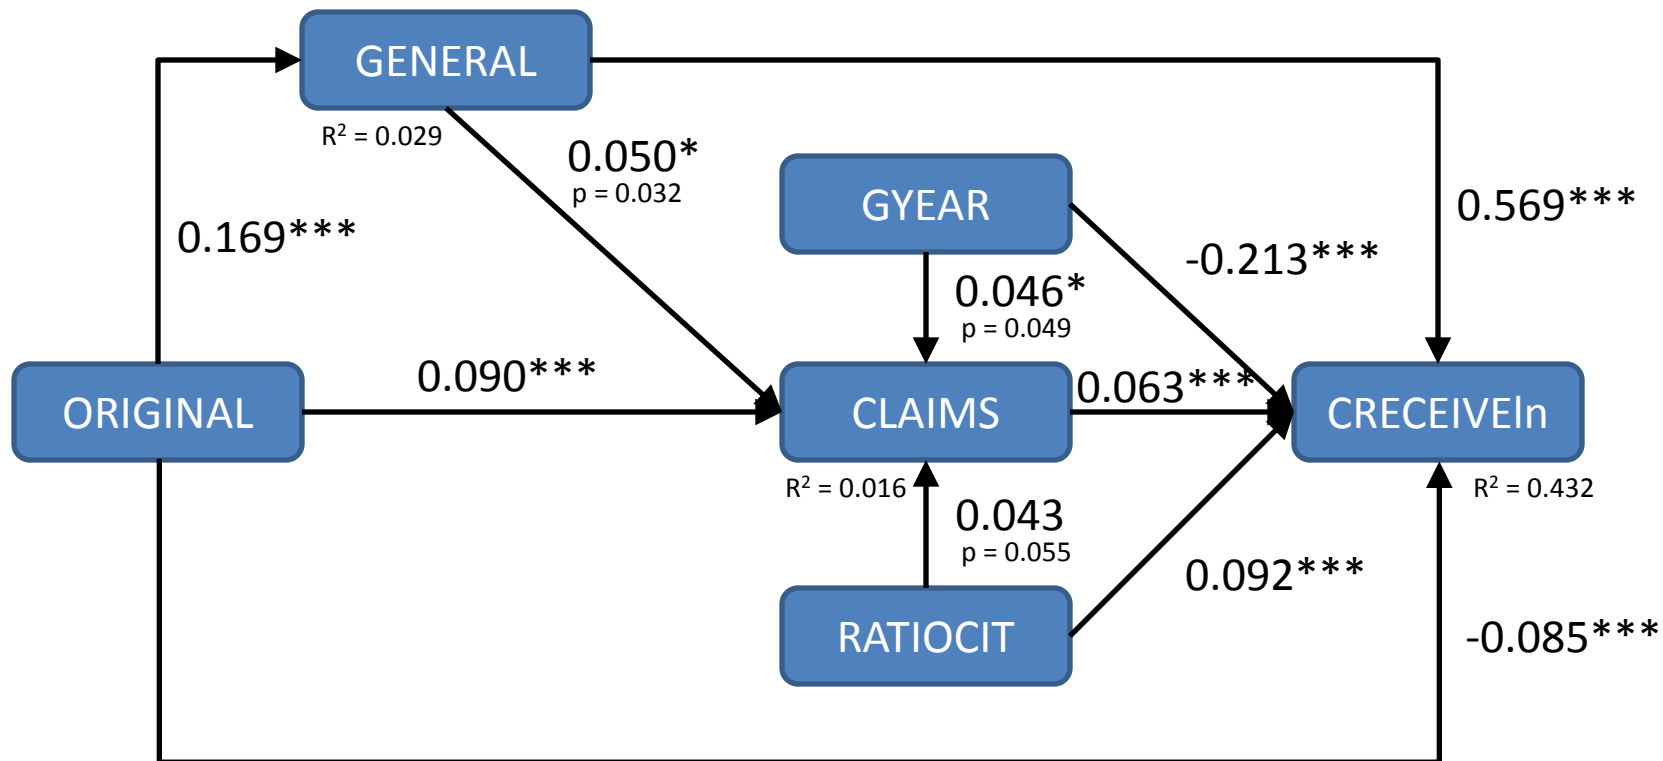 GENERAL
R² = 0.029
0.050*
p = 0.032
GYEAR
0.569***
0.169***
-0.213***
0.046*
p = 0.049
0.090***
0.063***
ORIGINAL
CLAIMS
CRECEIVEln
R² = 0.016
R² = 0.432
0.043
p = 0.055
0.092***
RATIOCIT
-0.085***